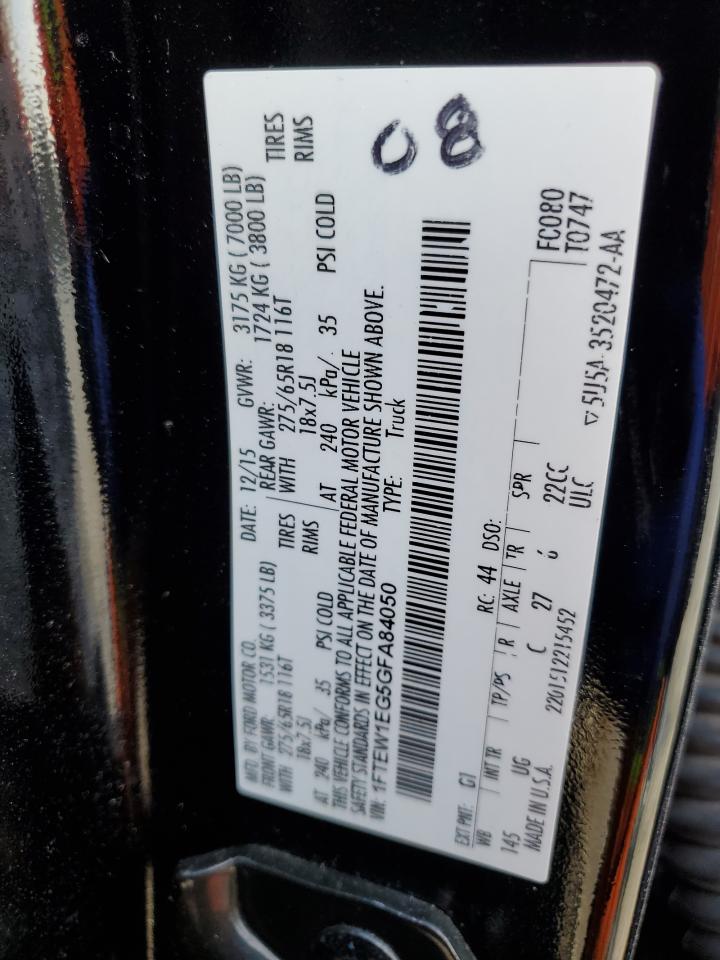 MFD. BY FORD MOTOR CO.
DATE: 12/15 GVWR: 3175 KG ( 7000 LB)
FRONT GAWR: 1531 KG ( 3375 LB) REAR GAWR: 1724 KG ( 3800 LB)
WITH 275/65R18 116T TIRES WITH 275/65R18 116T TIRES
18x7.5J RIMS 18x7.5J RIMS
AT 240 kPa/ 35 PSI COLD AT 240 kPa/ 35 PSI COLD
THIS VEHICLE CONFORMS TO ALL APPLICABLE FEDERAL MOTOR VEHICLE
SAFETY STANDARDS IN EFFECT ON THE DATE OF MANUFACTURE SHOWN ABOVE.
VIN: 1FTEW1EG5GFA84050 TYPE: Truck
C8
EXT PNT: G1 RC: 44 DSO: FC080
WB INT TR TP/PS R AXLE TR SPR T0747
145 UG C 27 6 22CC
MADE IN U.S.A. 2201512215452 ULC
▽5U5A-3520472-AA